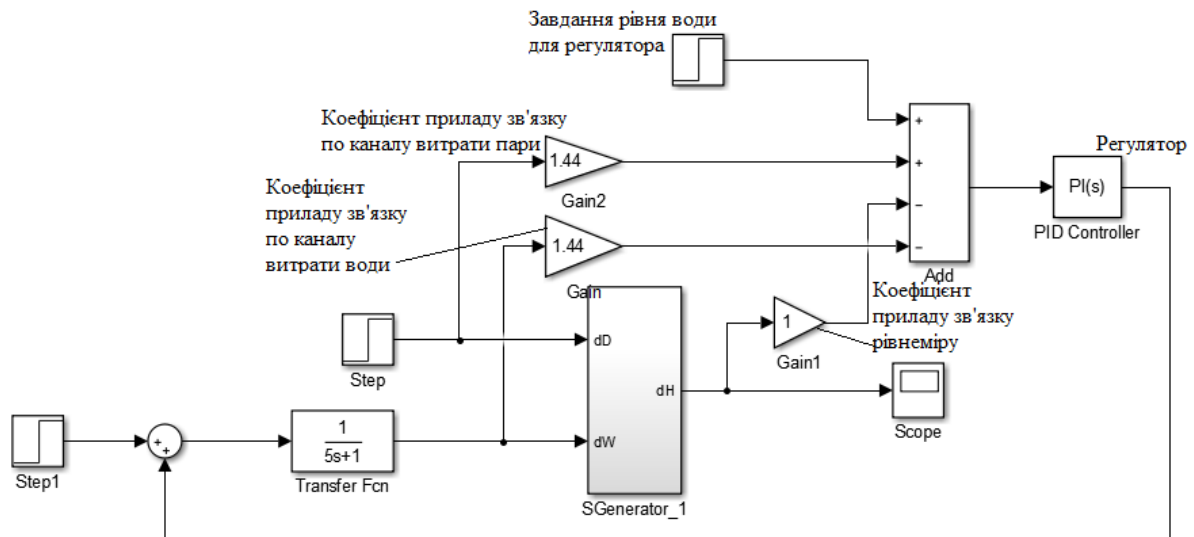 Завдання рівня води
для регулятора
Коефіцієнт приладу зв'язку
по каналу витрати пари
1.44
Gain2
Коефіцієнт
приладу зв'язку
по каналу
витрати води
1.44
Gain
+
+
−
−
Add
Регулятор
PI(s)
PID Controller
Step
dD
dW
dH
SGenerator_1
1
Gain1
Коефіцієнт
приладу зв'язку
рівнеміру
Scope
Step1
+
+
1
5s+1
Transfer Fcn